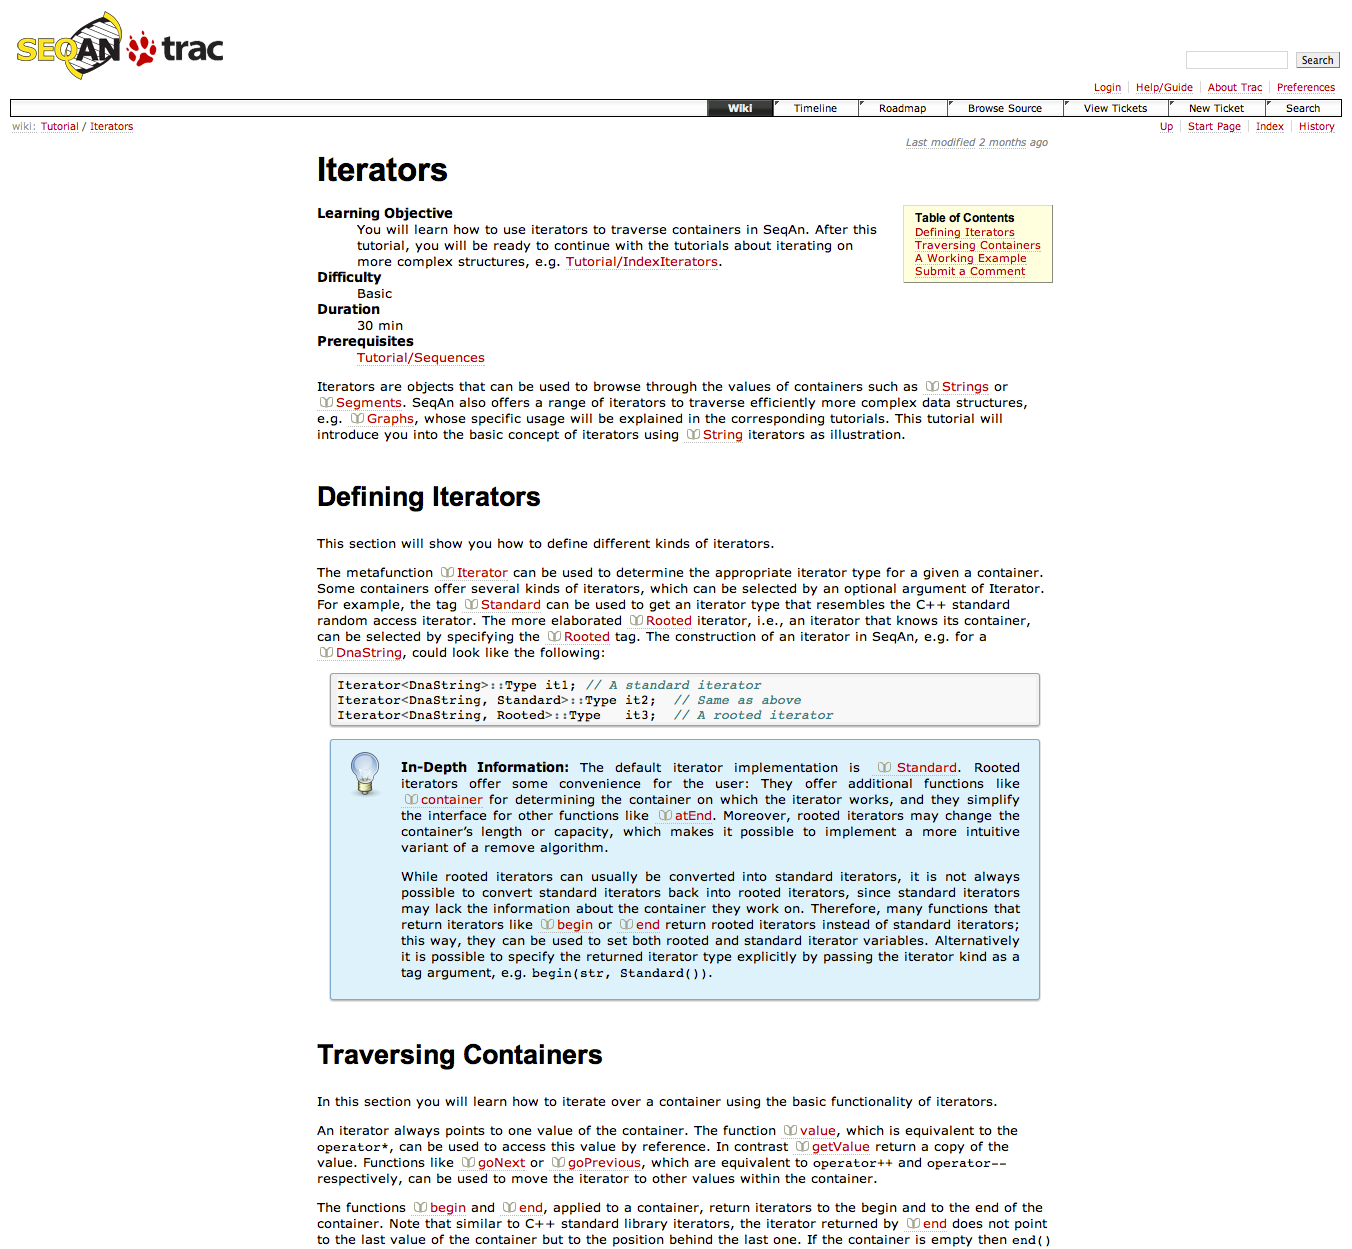 SEQAN trac
Search
Login Help/Guide About Trac Preferences
Wiki Timeline Roadmap Browse Source View Tickets New Ticket Search
wiki: Tutorial / Iterators
Up Start Page Index History
Last modified 2 months ago
Iterators
Learning Objective
You will learn how to use iterators to traverse containers in SeqAn. After this
tutorial, you will be ready to continue with the tutorials about iterating on
more complex structures, e.g. Tutorial/IndexIterators.
Difficulty
Basic
Duration
30 min
Prerequisites
Tutorial/Sequences
Table of Contents
Defining Iterators
Traversing Containers
A Working Example
Submit a Comment
Iterators are objects that can be used to browse through the values of containers such as Strings or
Segments. SeqAn also offers a range of iterators to traverse efficiently more complex data structures,
e.g. Graphs, whose specific usage will be explained in the corresponding tutorials. This tutorial will
introduce you into the basic concept of iterators using String iterators as illustration.
Defining Iterators
This section will show you how to define different kinds of iterators.
The metafunction Iterator can be used to determine the appropriate iterator type for a given a container.
Some containers offer several kinds of iterators, which can be selected by an optional argument of Iterator.
For example, the tag Standard can be used to get an iterator type that resembles the C++ standard
random access iterator. The more elaborated Rooted iterator, i.e., an iterator that knows its container,
can be selected by specifying the Rooted tag. The construction of an iterator in SeqAn, e.g. for a
DnaString, could look like the following:
Iterator<DnaString>::Type it1; // A standard iterator
Iterator<DnaString, Standard>::Type it2;  // Same as above
Iterator<DnaString, Rooted>::Type   it3;  // A rooted iterator
In-Depth Information: The default iterator implementation is Standard. Rooted
iterators offer some convenience for the user: They offer additional functions like
container for determining the container on which the iterator works, and they simplify
the interface for other functions like atEnd. Moreover, rooted iterators may change the
container's length or capacity, which makes it possible to implement a more intuitive
variant of a remove algorithm.
While rooted iterators can usually be converted into standard iterators, it is not always
possible to convert standard iterators back into rooted iterators, since standard iterators
may lack the information about the container they work on. Therefore, many functions that
return iterators like begin or end return rooted iterators instead of standard iterators;
this way, they can be used to set both rooted and standard iterator variables. Alternatively
it is possible to specify the returned iterator type explicitly by passing the iterator kind as a
tag argument, e.g. begin(str, Standard()).
Traversing Containers
In this section you will learn how to iterate over a container using the basic functionality of iterators.
An iterator always points to one value of the container. The function value, which is equivalent to the
operator*, can be used to access this value by reference. In contrast getValue return a copy of the
value. Functions like goNext or goPrevious, which are equivalent to operator++ and operator--
respectively, can be used to move the iterator to other values within the container.
The functions begin and end, applied to a container, return iterators to the begin and to the end of the
container. Note that similar to C++ standard library iterators, the iterator returned by end does not point
to the last value of the container but to the position behind the last one. If the container is empty then end()